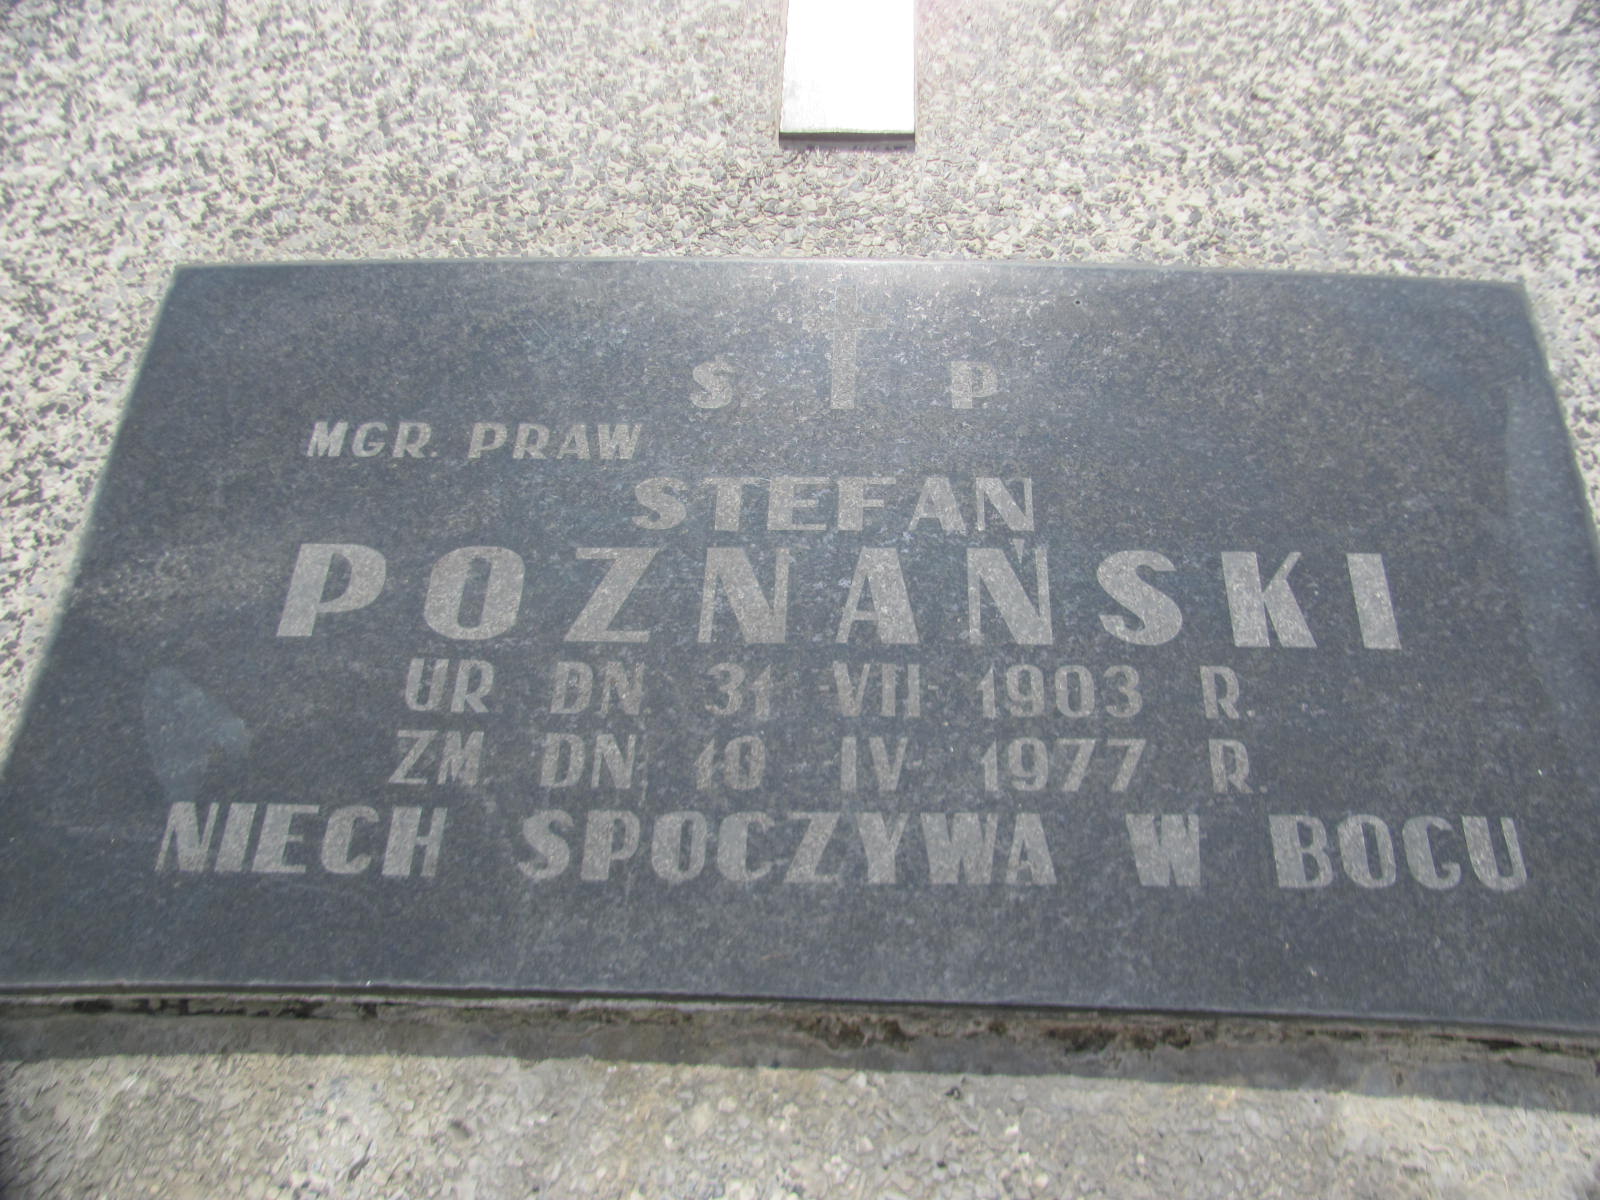 S. P.
MGR. PRAW
STEFAN
POZNAŃSKI
UR. DN. 31 VII 1903 R.
ZM. DN. 10 IV 1977 R.
NIECH SPOCZYWA W BOGU